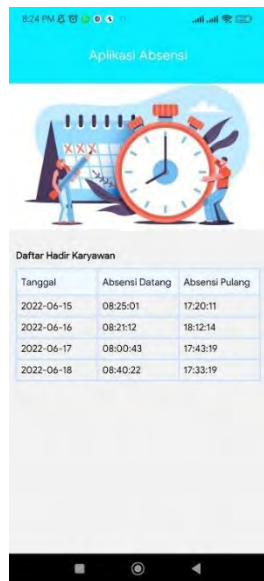 8:24 PM
Aplikasi Absensi
Daftar Hadir Karyawan
Tanggal Absensi Datang Absensi Pulang
2022-06-15 08:25:01 17:20:11
2022-06-16 08:21:12 18:12:14
2022-06-17 08:00:43 17:43:19
2022-06-18 08:40:22 17:33:19